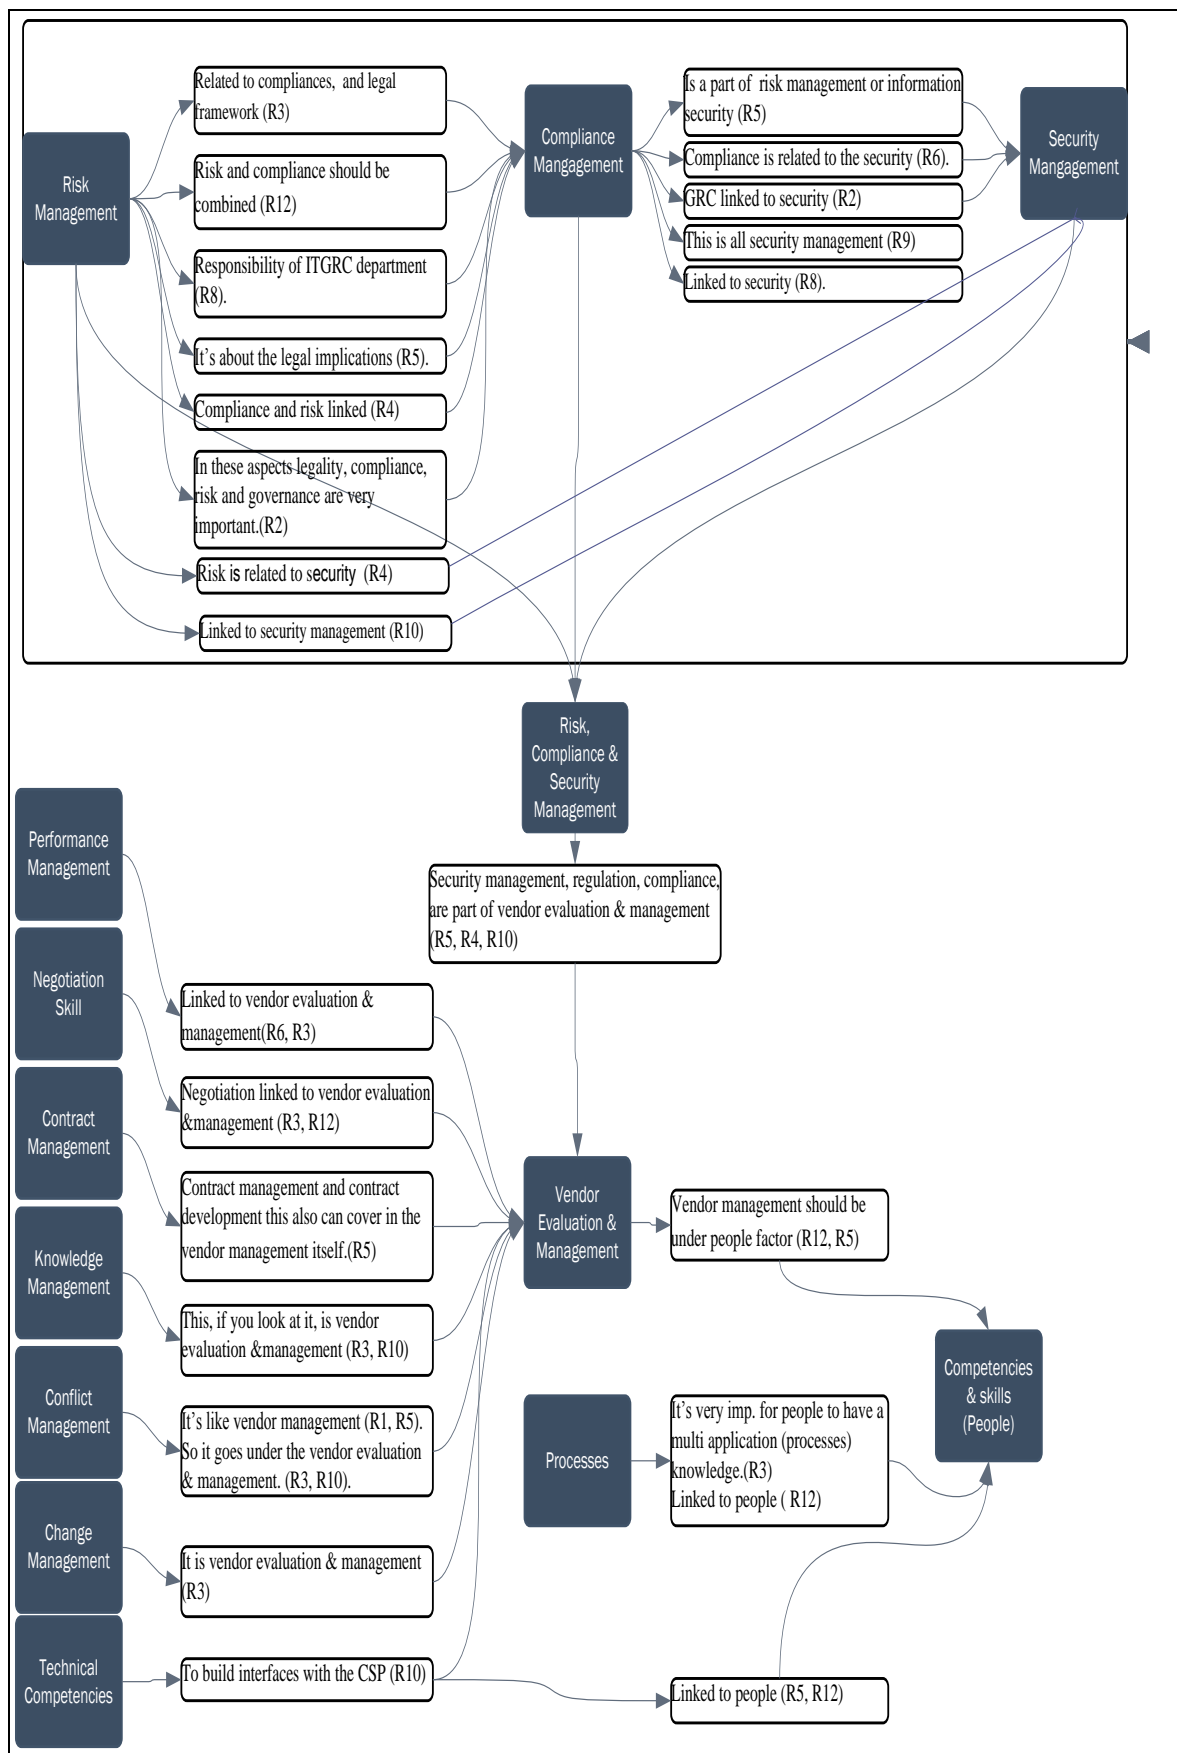 Related to compliances, and legal
framework (R3)
Risk and compliance should be
combined (R12)
Responsibility of ITGRC department
(R8).
It's about the legal implications (R5).
Compliance and risk linked (R4)
In these aspects legality, compliance,
risk and governance are very
important.(R2)
Risk is related to security (R4)
Linked to security management (R10)
Risk
Management
Compliance
Mangagement
Is a part of risk management or information
security (R5)
Compliance is related to the security (R6).
GRC linked to security (R2)
This is all security management (R9)
Linked to security (R8).
Security
Mangagement
Risk,
Compliance &
Security
Management
Security management, regulation, compliance,
are part of vendor evaluation & management
(R5, R4, R10)
Performance
Management
Negotiation
Skill
Contract
Management
Knowledge
Management
Conflict
Management
Change
Management
Technical
Competencies
Linked to vendor evaluation &
management(R6, R3)
Negotiation linked to vendor evaluation
&management (R3, R12)
Contract management and contract
development this also can cover in the
vendor management itself.(R5)
This, if you look at it, is vendor
evaluation &management (R3, R10)
It's like vendor management (R1, R5).
So it goes under the vendor evaluation
& management. (R3, R10).
It is vendor evaluation & management
(R3)
To build interfaces with the CSP (R10)
Vendor
Evaluation &
Management
Vendor management should be
under people factor (R12, R5)
Processes
It's very imp. for people to have a
multi application (processes)
knowledge.(R3)
Linked to people ( R12)
Linked to people (R5, R12)
Competencies
& skills
(People)